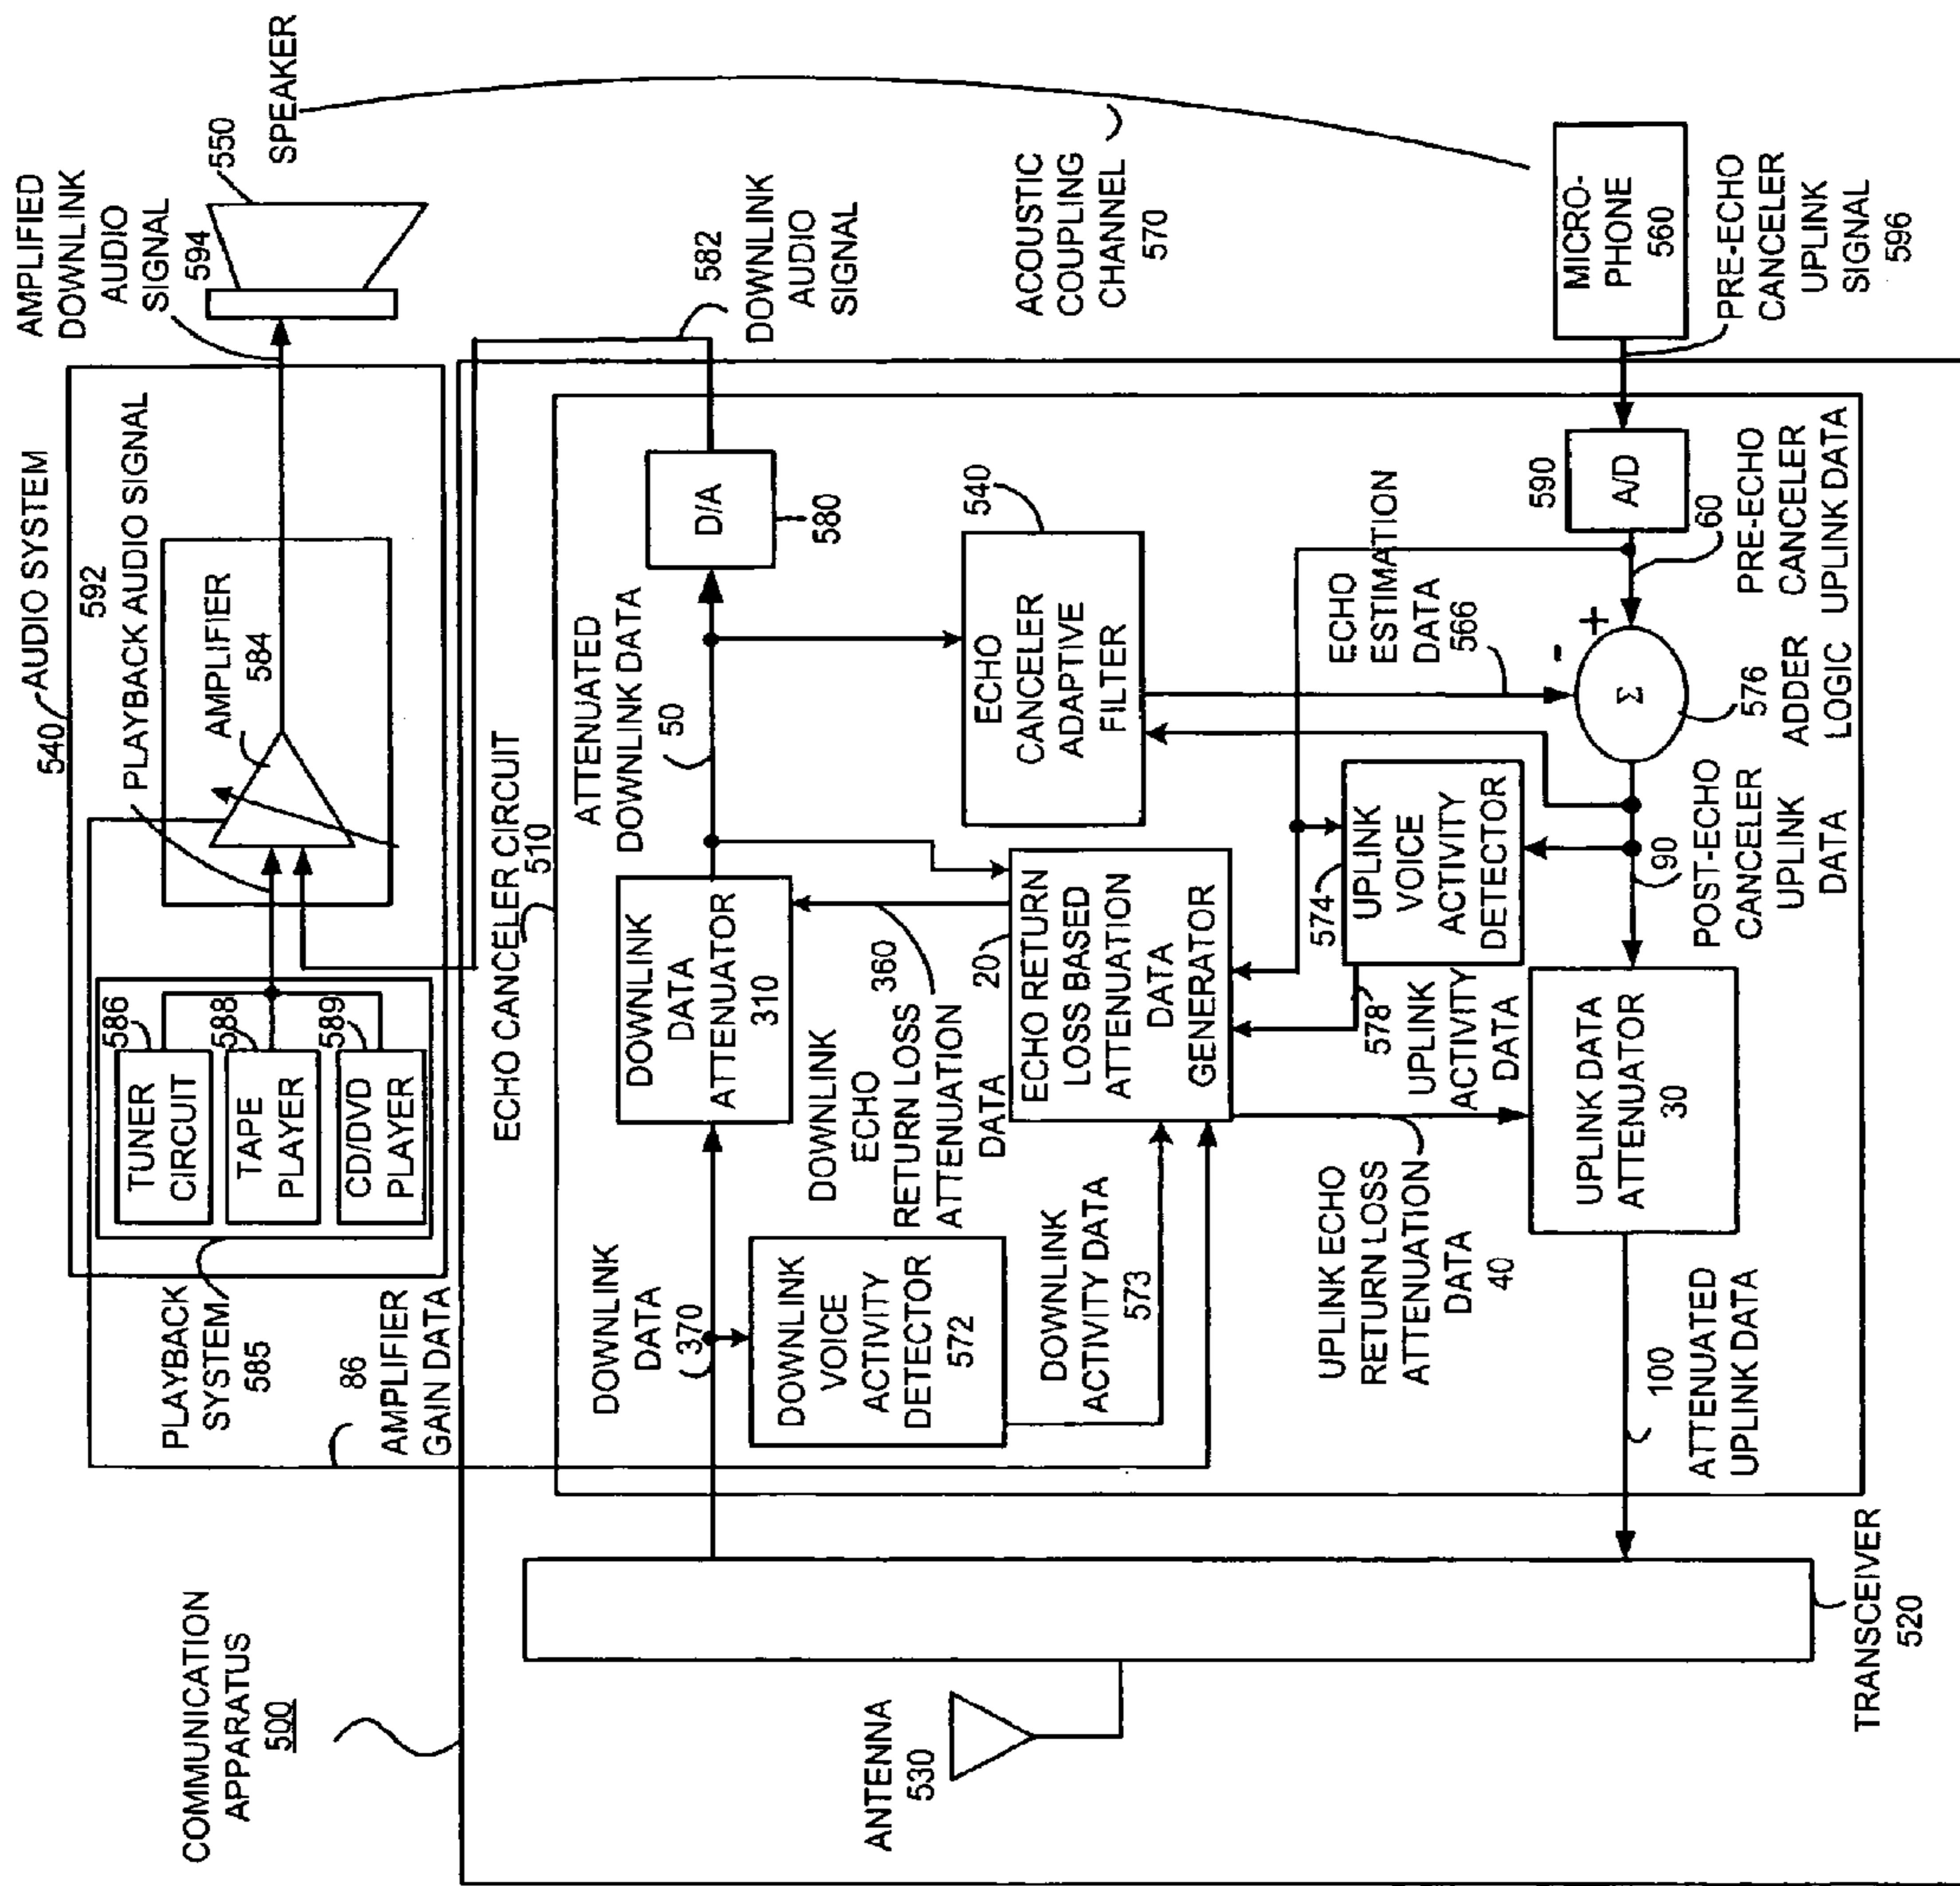 COMMUNICATION
APPARATUS
500
ANTENNA
530
TRANSCEIVER
520
540
AUDIO SYSTEM
592
PLAYBACK AUDIO SIGNAL
AMPLIFIER
584
AMPLIFIED
DOWNLINK
AUDIO
SIGNAL
594
550
SPEAKER
586
TUNER
CIRCUIT
588
TAPE
PLAYER
589
CD/DVD
PLAYER
PLAYBACK
SYSTEM
585
86
AMPLIFIER
GAIN DATA
ECHO CANCELER CIRCUIT
510
DOWNLINK
DATA
370
DOWNLINK
VOICE
ACTIVITY
DETECTOR
572
DOWNLINK
ACTIVITY DATA
573
DOWNLINK
DATA
ATTENUATOR
310
DOWNLINK
ECHO
RETURN LOSS
ATTENUATION
DATA
360
20
ECHO RETURN
LOSS BASED
ATTENUATION
DATA
GENERATOR
ATTENUATED
DOWNLINK DATA
50
D/A
580
582
DOWNLINK
AUDIO
SIGNAL
ECHO
CANCELER
ADAPTIVE
FILTER
540
ECHO
ESTIMATION
DATA
566
ACOUSTIC
COUPLING
CHANNEL
570
MICRO-
PHONE
560
PRE-ECHO
CANCELER
UPLINK
SIGNAL
596
590
A/D
60
PRE-ECHO
CANCELER
UPLINK DATA
+
-
Σ
576
ADDER
LOGIC
574
UPLINK
VOICE
ACTIVITY
DETECTOR
578
UPLINK
ACTIVITY
DATA
90
POST-ECHO
CANCELER
UPLINK
DATA
UPLINK DATA
ATTENUATOR
30
UPLINK ECHO
RETURN LOSS
ATTENUATION
DATA
40
100
ATTENUATED
UPLINK DATA